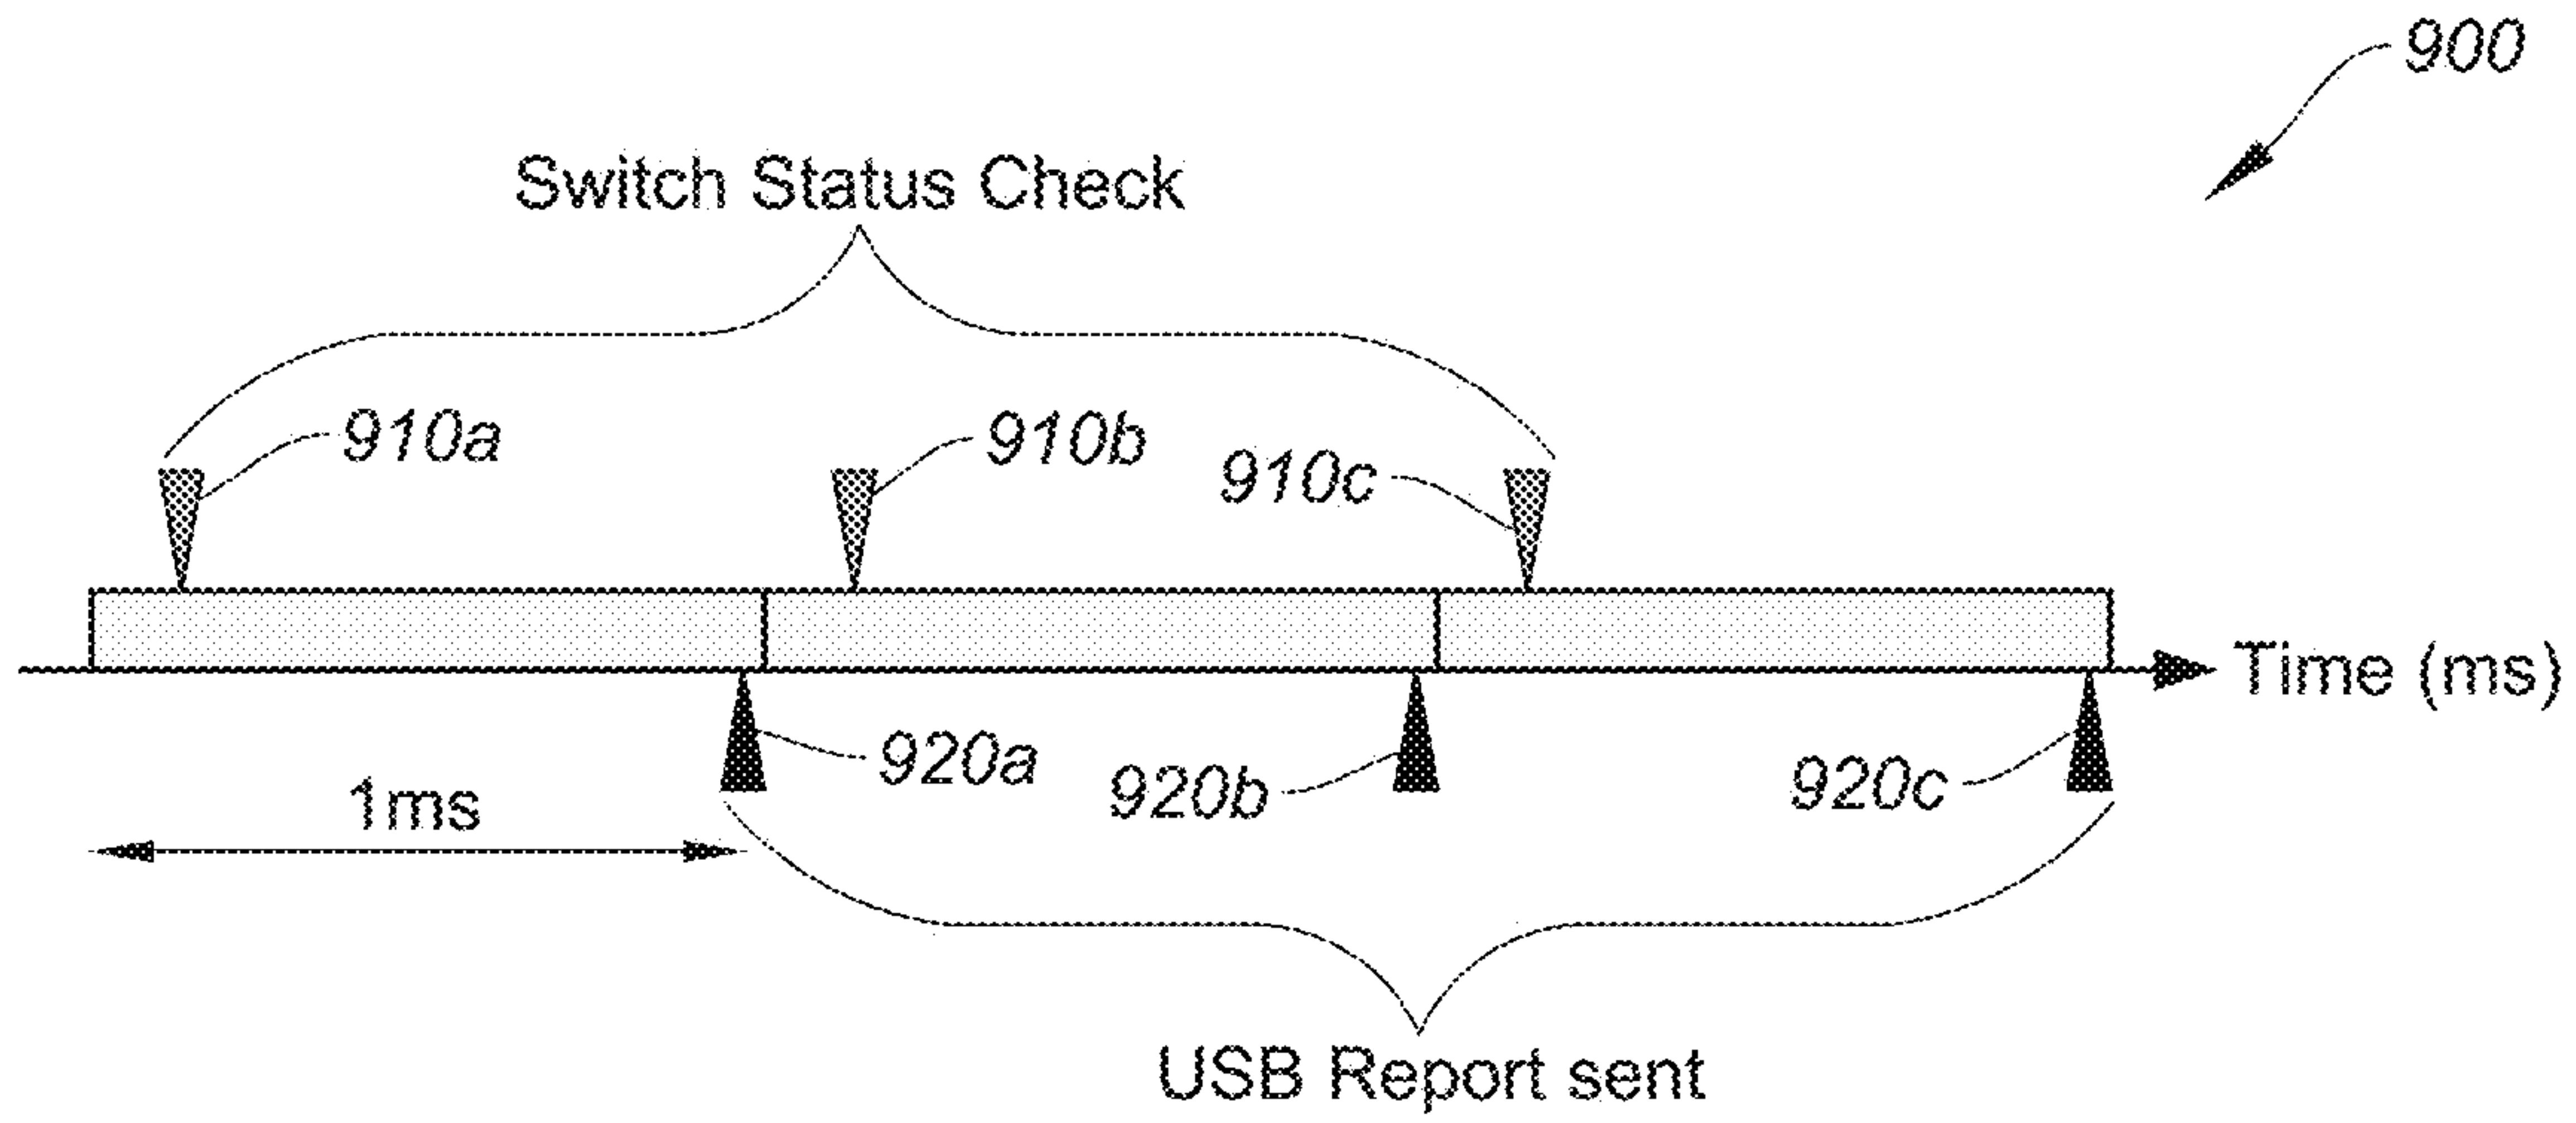 900
Switch Status Check
910a
910b
910c
Time (ms)
920a
920b
920c
1ms
USB Report sent